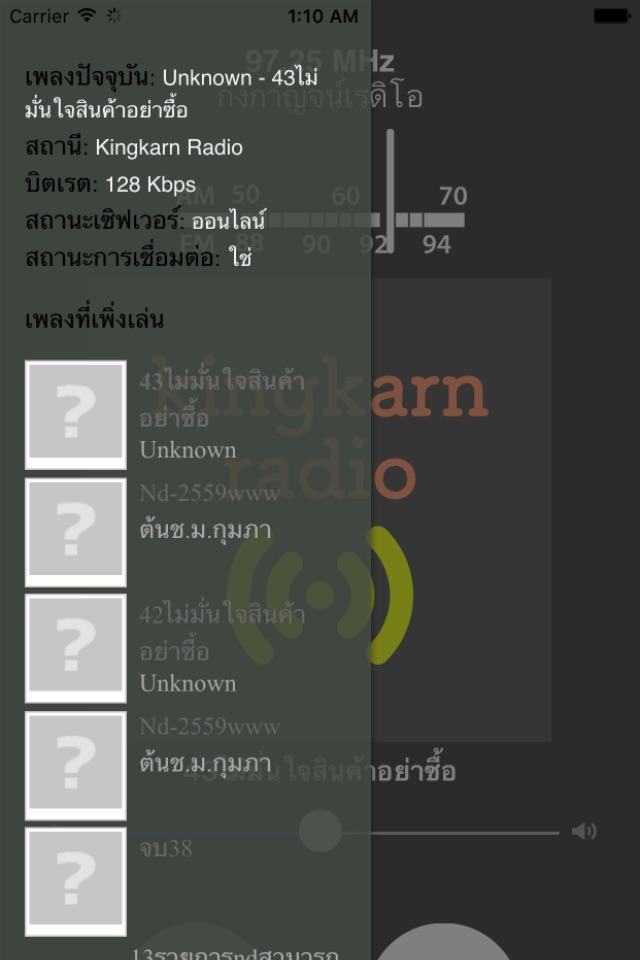 Carrier 1:10 AM
97.25 MHz
กิ่งกาญจน์เรดิโอ
เพลงปัจจุบัน: Unknown - 43ไม่
มั่นใจสินค้าอย่าซื้อ
สถานี: Kingkarn Radio
บิตเรต: 128 Kbps
AM 50 60 70
สถานะเซิฟเวอร์: ออนไลน์
FM 88 90 92 94
สถานะการเชื่อมต่อ: ใช่
เพลงที่เพิ่งเล่น
kingkarn
radio
43ไม่มั่นใจสินค้า
อย่าซื้อ
Unknown
Nd-2559www
ต้นช.ม.กุมภา
42ไม่มั่นใจสินค้า
อย่าซื้อ
Unknown
Nd-2559www
ต้นช.ม.กุมภา
43ไม่มั่นใจสินค้าอย่าซื้อ
จบ38
13รายการndสามารถ